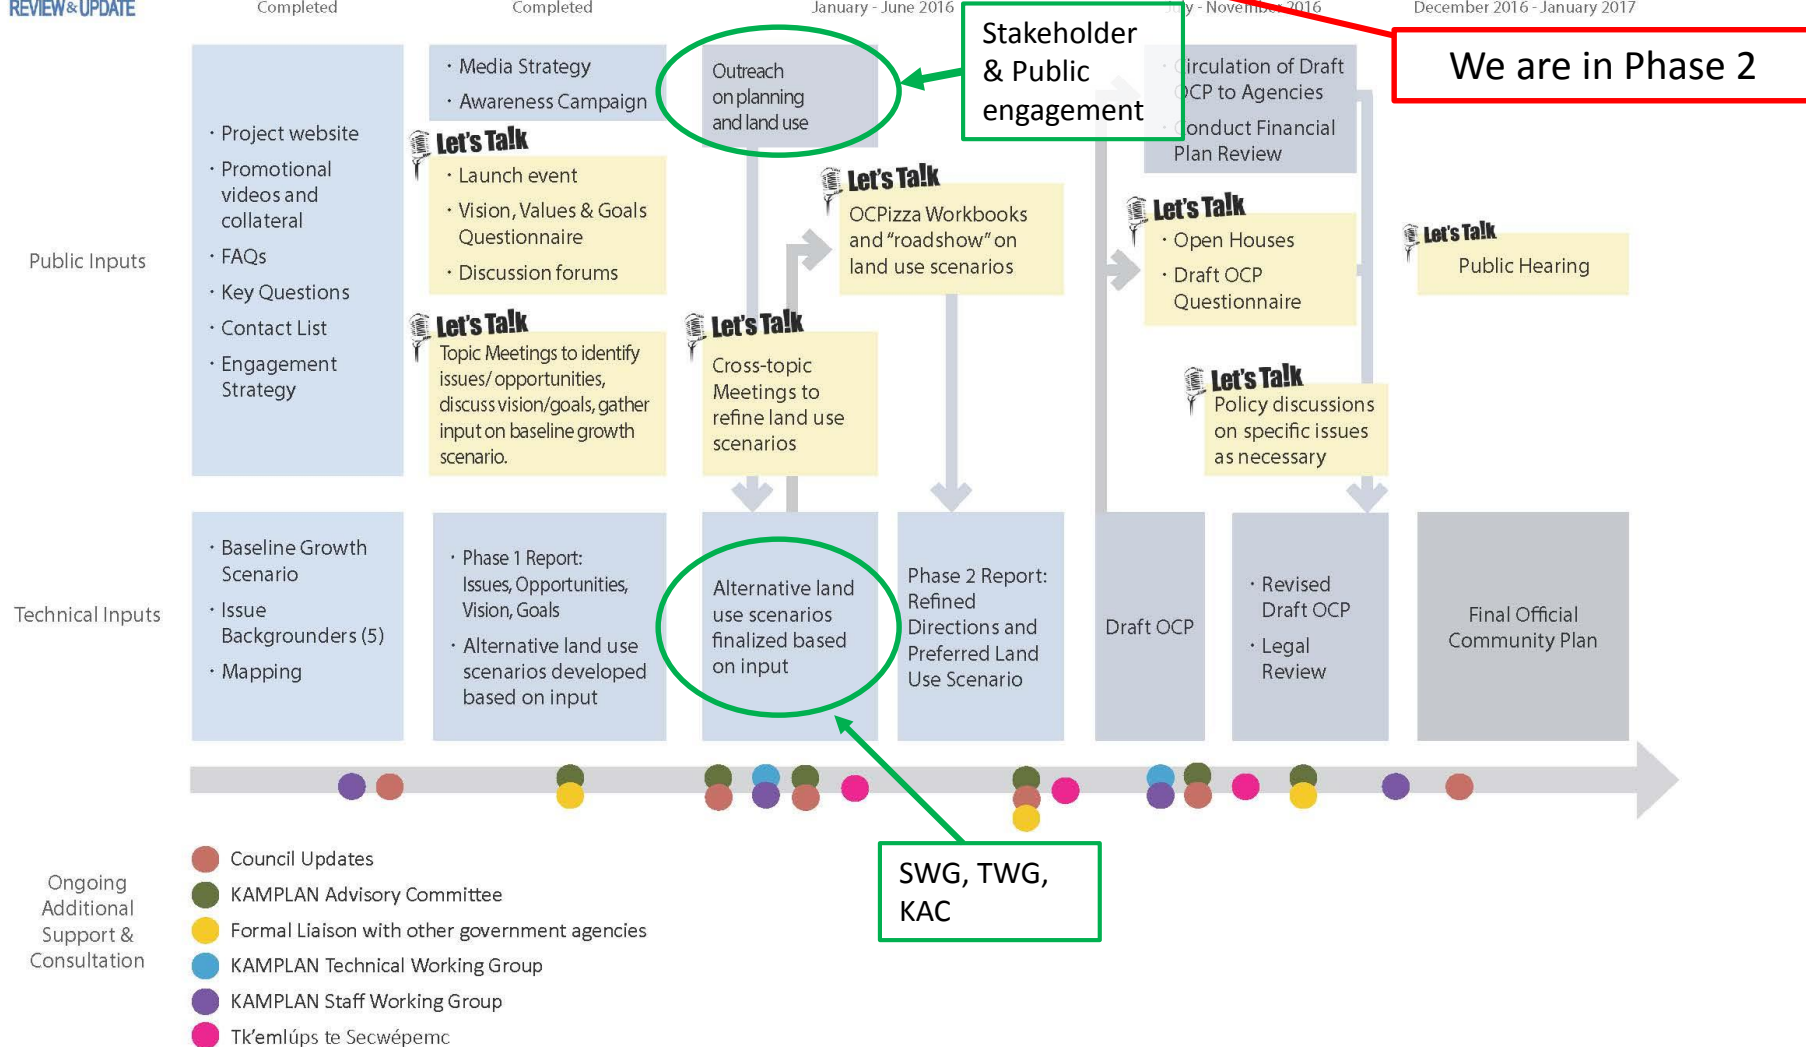 REVIEW & UPDATE
Completed
Completed
January - June 2016
July - November 2016
December 2016 - January 2017
We are in Phase 2
Stakeholder
& Public
engagement
Public Inputs
· Project website
· Promotional
videos and
collateral
· FAQs
· Key Questions
· Contact List
· Engagement
Strategy
· Media Strategy
· Awareness Campaign
Let's Ta!k
· Launch event
· Vision, Values & Goals
Questionnaire
· Discussion forums
Let's Ta!k
Topic Meetings to identify
issues/ opportunities,
discuss vision/goals, gather
input on baseline growth
scenario.
Outreach
on planning
and land use
Let's Ta!k
Cross-topic
Meetings to
refine land use
scenarios
Let's Ta!k
OCPizza Workbooks
and "roadshow" on
land use scenarios
· Circulation of Draft
OCP to Agencies
· Conduct Financial
Plan Review
Let's Ta!k
· Open Houses
· Draft OCP
Questionnaire
Let's Ta!k
Policy discussions
on specific issues
as necessary
Let's Ta!k
Public Hearing
Technical Inputs
· Baseline Growth
Scenario
· Issue
Backgrounders (5)
· Mapping
· Phase 1 Report:
Issues, Opportunities,
Vision, Goals
· Alternative land use
scenarios developed
based on input
Alternative land
use scenarios
finalized based
on input
Phase 2 Report:
Refined
Directions and
Preferred Land
Use Scenario
Draft OCP
· Revised
Draft OCP
· Legal
Review
Final Official
Community Plan
SWG, TWG,
KAC
Ongoing
Additional
Support &
Consultation
Council Updates
KAMPLAN Advisory Committee
Formal Liaison with other government agencies
KAMPLAN Technical Working Group
KAMPLAN Staff Working Group
Tk'emlúps te Secwépemc